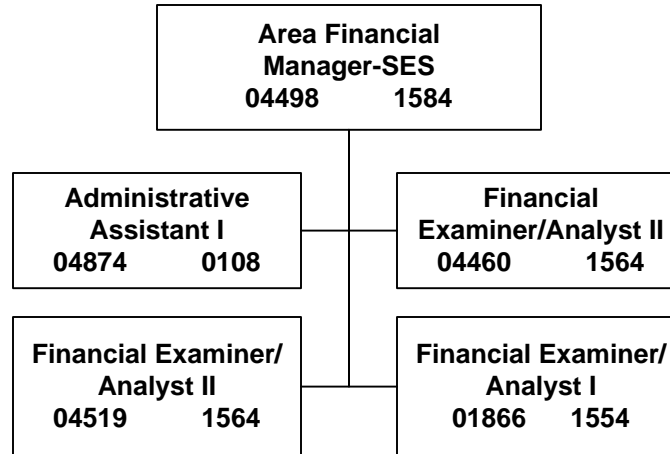 Area Financial
Manager-SES
04498 1584
Administrative
Assistant I
04874 0108
Financial
Examiner/Analyst II
04460 1564
Financial Examiner/
Analyst II
04519 1564
Financial Examiner/
Analyst I
01866 1554